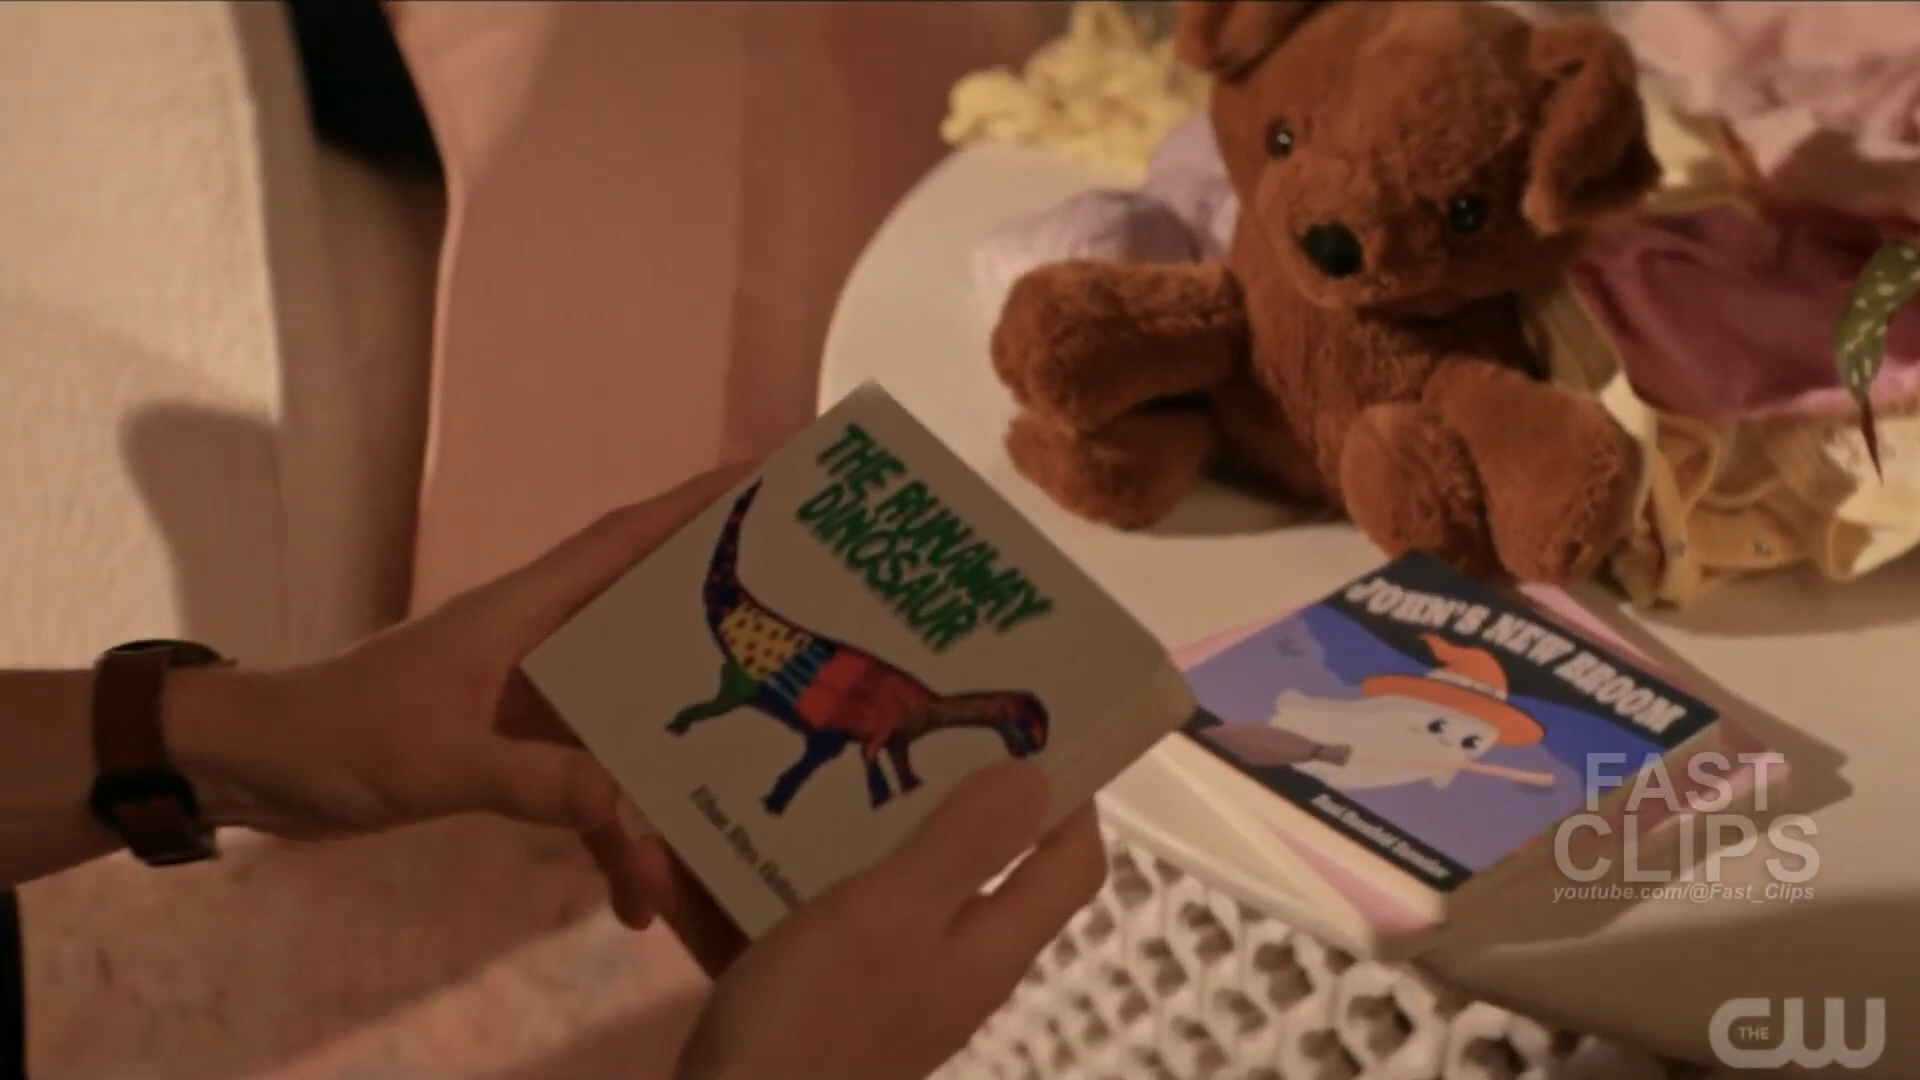 THE RUNAWAY
DINOSAUR
JOHN'S NEW BROOM
FAST
CLIPS
youtube.com/@Fast_Clips
THE CW